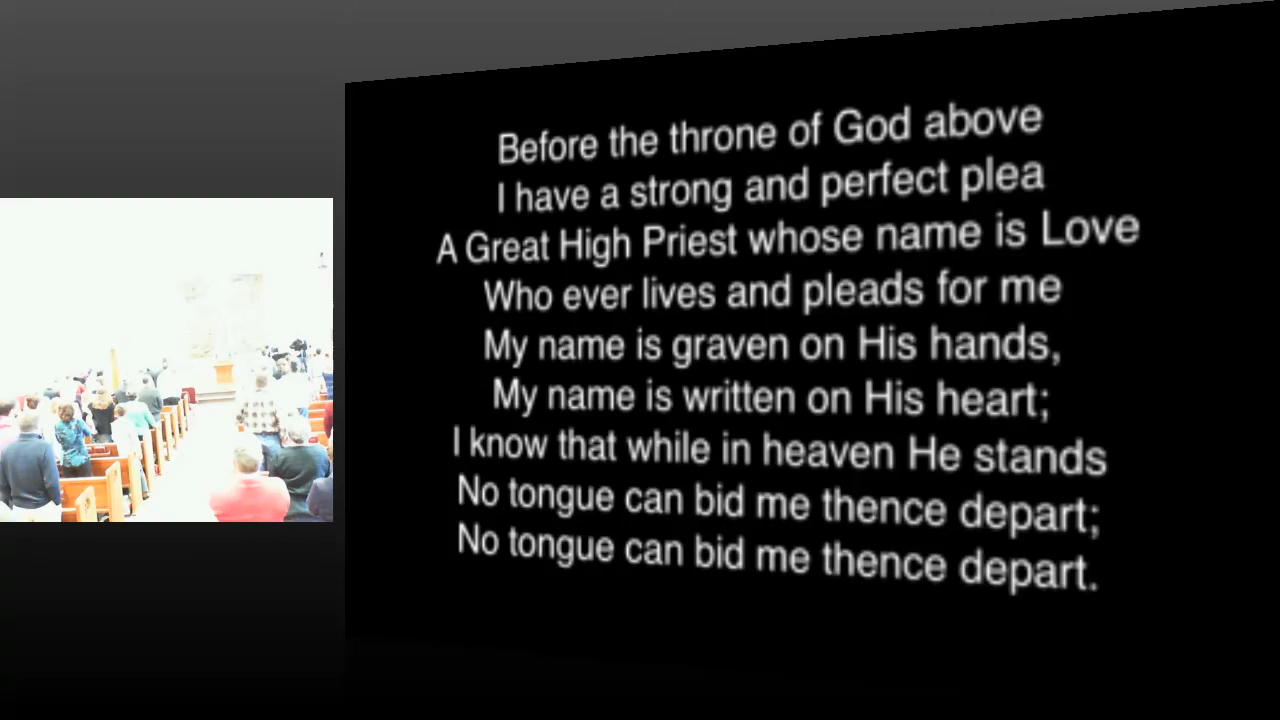 Before the throne of God above
I have a strong and perfect plea
A Great High Priest whose name is Love
Who ever lives and pleads for me
My name is graven on His hands,
My name is written on His heart;
I know that while in heaven He stands
No tongue can bid me thence depart;
No tongue can bid me thence depart.